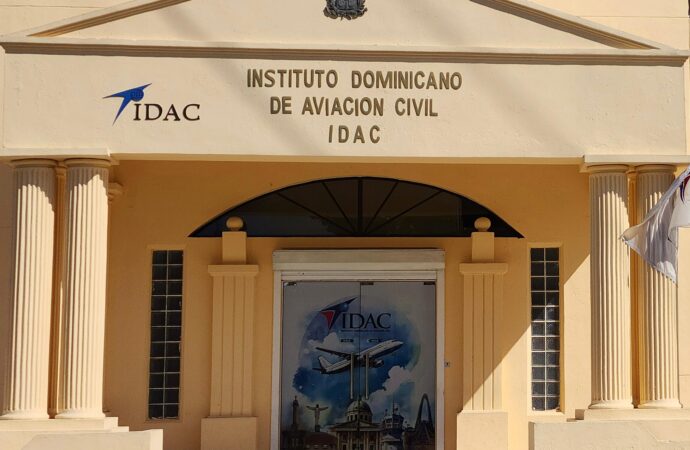 IDAC
INSTITUTO DOMINICANO
DE AVIACION CIVIL
IDAC
IDAC